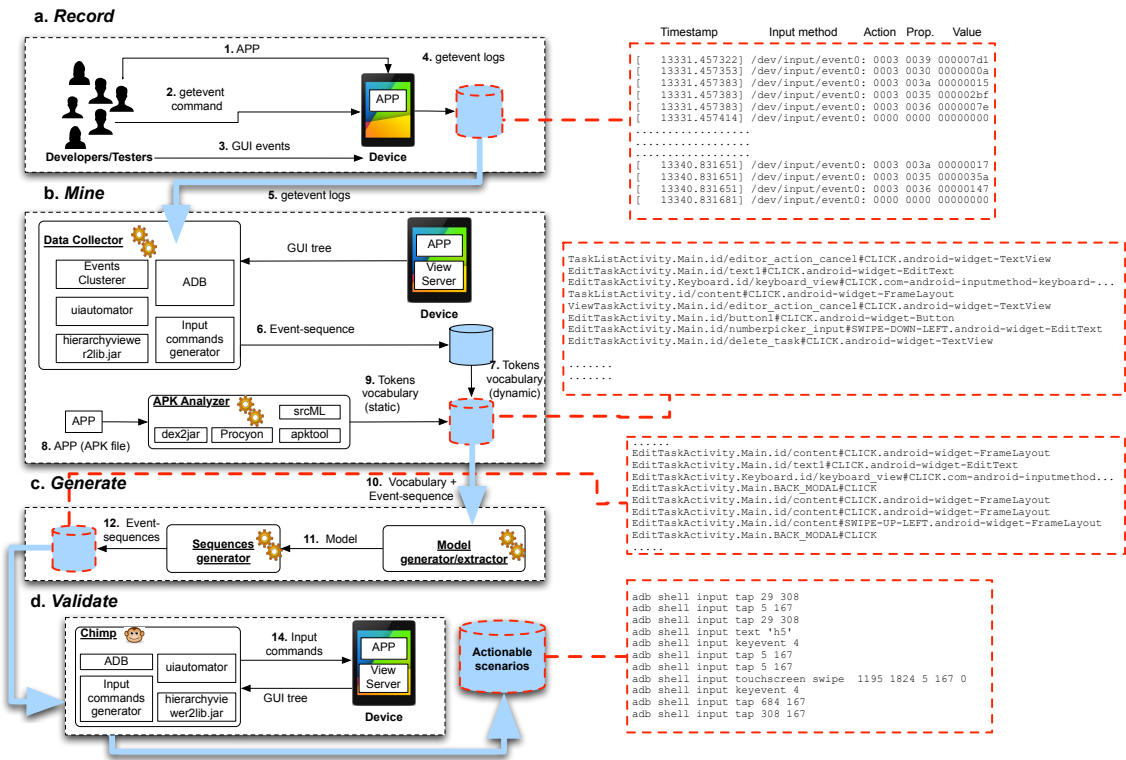 a. Record
1. APP
4. getevent logs
2. getevent
command
APP
3. GUI events
Developers/Testers
Device
Timestamp Input method Action Prop. Value
[ 13331.457322] /dev/input/event0: 0003 0039 000007d1
[ 13331.457353] /dev/input/event0: 0003 0030 0000000a
[ 13331.457383] /dev/input/event0: 0003 003a 00000015
[ 13331.457383] /dev/input/event0: 0003 0035 000002bf
[ 13331.457383] /dev/input/event0: 0003 0036 0000007e
[ 13331.457414] /dev/input/event0: 0000 0000 00000000
.................
.................
.................
[ 13340.831651] /dev/input/event0: 0003 003a 00000017
[ 13340.831651] /dev/input/event0: 0003 0035 0000035a
[ 13340.831651] /dev/input/event0: 0003 0036 00000147
[ 13340.831681] /dev/input/event0: 0000 0000 00000000
b. Mine
5. getevent logs
Data Collector
Events
Clusterer
ADB
uiautomator
hierarchyviewe
r2lib.jar
Input
commands
generator
GUI tree
APP
View
Server
Device
6. Event-sequence
7. Tokens
vocabulary
(dynamic)
9. Tokens
vocabulary
(static)
APP
8. APP (APK file)
APK Analyzer
srcML
dex2jar
Procyon
apktool
TaskListActivity.Main.id/editor_action_cancel#CLICK.android-widget-TextView
EditTaskActivity.Main.id/text1#CLICK.android-widget-EditText
EditTaskActivity.Keyboard.id/keyboard_view#CLICK.com-android-inputmethod-keyboard-...
TaskListActivity.id/content#CLICK.android-widget-FrameLayout
ViewTaskActivity.Main.id/editor_action_cancel#CLICK.android-widget-TextView
EditTaskActivity.Main.id/button1#CLICK.android-widget-Button
EditTaskActivity.Main.id/numberpicker_input#SWIPE-DOWN-LEFT.android-widget-EditText
EditTaskActivity.Main.id/delete_task#CLICK.android-widget-TextView
.......
.......
c. Generate
10. Vocabulary +
Event-sequence
12. Event-
sequences
Sequences
generator
11. Model
Model
generator/extractor
......
EditTaskActivity.Main.id/content#CLICK.android-widget-FrameLayout
EditTaskActivity.Main.id/text1#CLICK.android-widget-EditText
EditTaskActivity.Keyboard.id/keyboard_view#CLICK.com-android-inputmethod...
EditTaskActivity.Main.BACK_MODAL#CLICK
EditTaskActivity.Main.id/content#CLICK.android-widget-FrameLayout
EditTaskActivity.Main.id/content#CLICK.android-widget-FrameLayout
EditTaskActivity.Main.id/content#SWIPE-UP-LEFT.android-widget-FrameLayout
EditTaskActivity.Main.BACK_MODAL#CLICK
.....
d. Validate
Chimp
ADB
uiautomator
Input
commands
generator
hierarchyvie
wer2lib.jar
14. Input
commands
GUI tree
APP
View
Server
Device
Actionable
scenarios
adb shell input tap 29 308
adb shell input tap 5 167
adb shell input tap 29 308
adb shell input text 'h5'
adb shell input keyevent 4
adb shell input tap 5 167
adb shell input tap 5 167
adb shell input touchscreen swipe 1195 1824 5 167 0
adb shell input keyevent 4
adb shell input tap 684 167
adb shell input tap 308 167